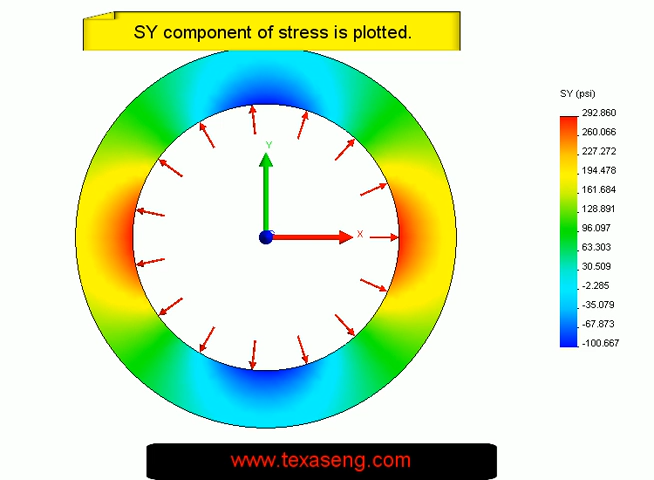 SY component of stress is plotted.
SY (psi)
292.860
260.066
227.272
194.478
161.684
128.891
96.097
63.303
30.509
-2.285
-35.079
-67.873
-100.667
Y
X
www.texaseng.com